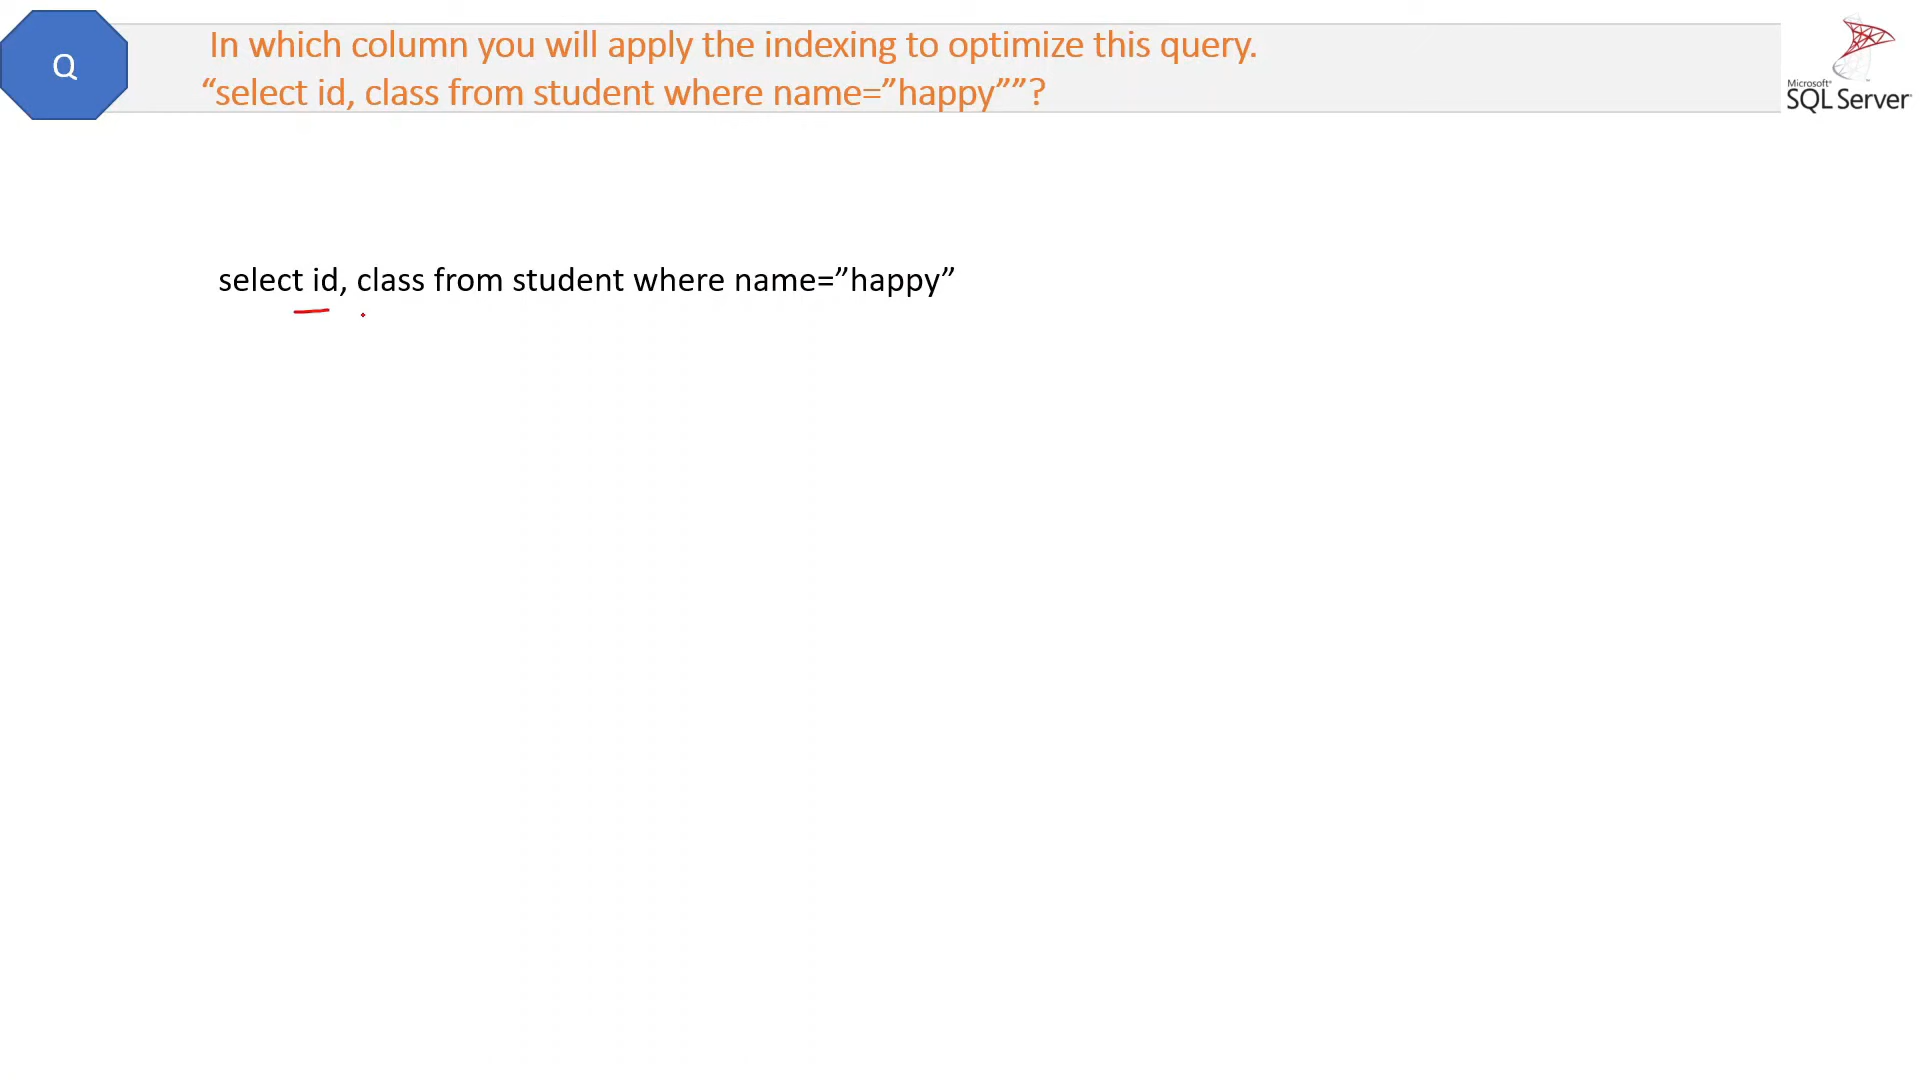 Q
In which column you will apply the indexing to optimize this query.
“select id, class from student where name=”happy””?
Microsoft®
SQL Server®
select id, class from student where name=”happy”